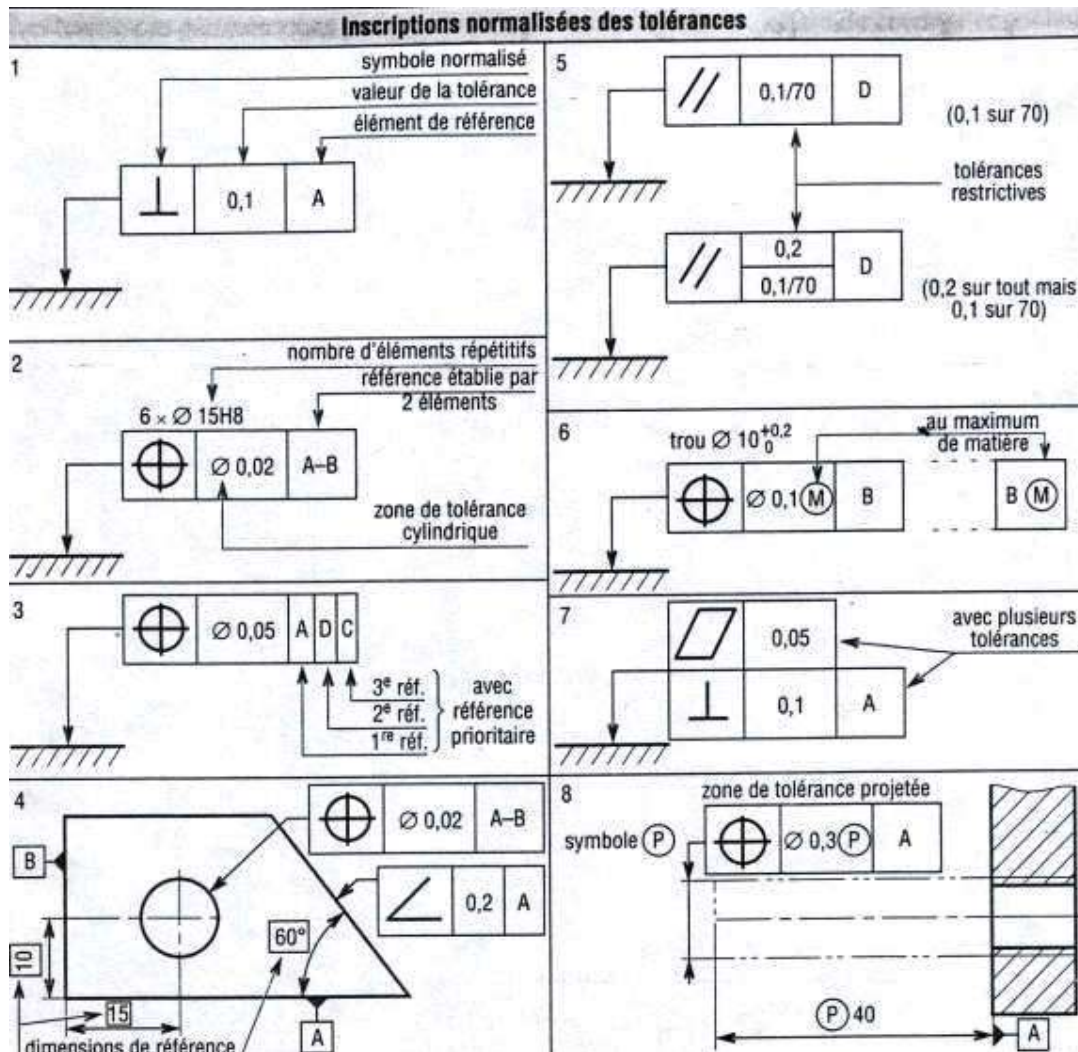 Inscriptions normalisées des tolérances
1
symbole normalisé
valeur de la tolérance
élément de référence
⊥ 0,1 A
2
nombre d'éléments répétitifs
référence établie par
2 éléments
6 × Ø 15H8
⌖ Ø 0,02 A–B
zone de tolérance
cylindrique
3
⌖ Ø 0,05 A D C
3e réf.
2e réf.
1re réf.
avec
référence
prioritaire
4
⌖ Ø 0,02 A–B
B
∠ 0,2 A
60°
10
15
A
dimensions de référence
5
// 0,1/70 D
(0,1 sur 70)
tolérances
restrictives
// 0,2 D
0,1/70
(0,2 sur tout mais
0,1 sur 70)
6
trou Ø 10 +0,2 0
au maximum
de matière
⌖ Ø 0,1 Ⓜ B
B Ⓜ
7
▱ 0,05
⊥ 0,1 A
avec plusieurs
tolérances
8
zone de tolérance projetée
symbole Ⓟ
⌖ Ø 0,3 Ⓟ A
Ⓟ 40
A